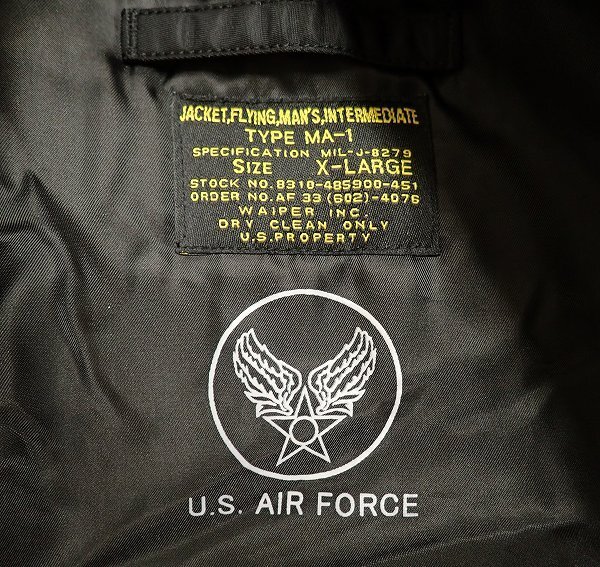 JACKET,FLYING,MAN'S,INTERMEDIATE
TYPE MA-1
SPECIFICATION MIL-J-8279
SIZE X-LARGE
STOCK NO.8310-485900-451
ORDER NO.AF 33 (602)-4076
WAIPER INC.
DRY CLEAN ONLY
U.S.PROPERTY
U.S. AIR FORCE